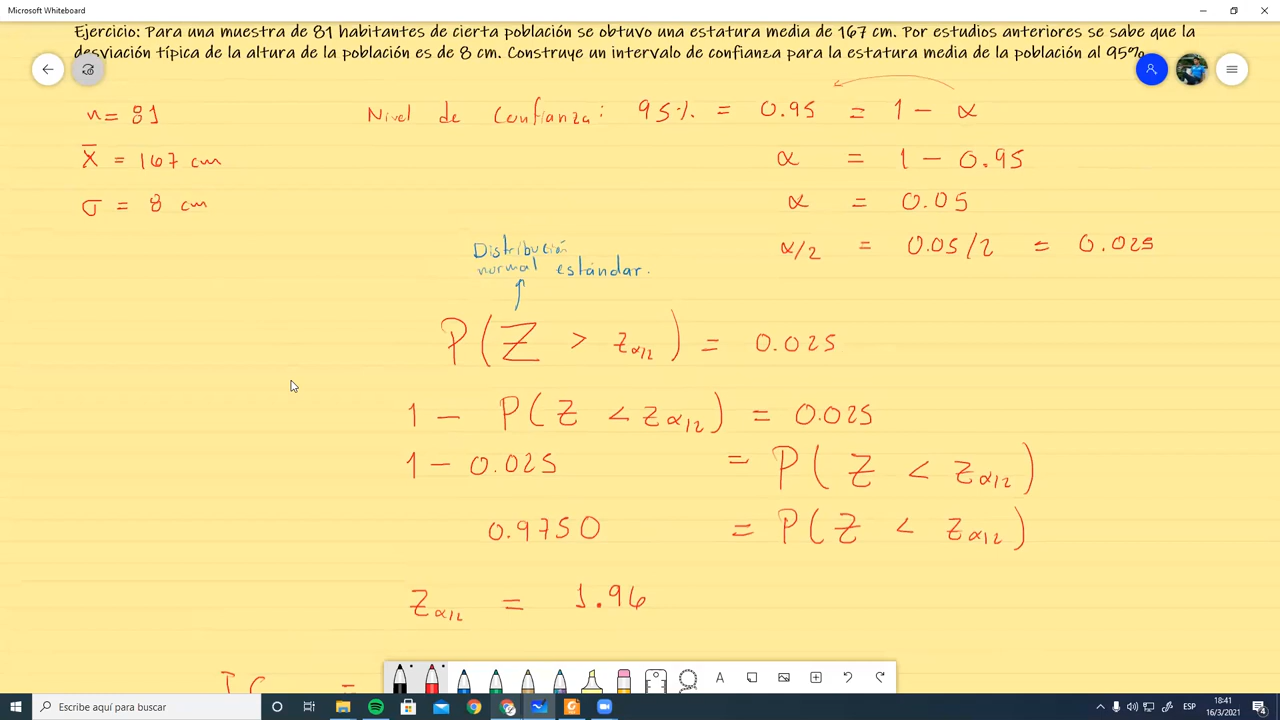 Microsoft Whiteboard
Ejercicio: Para una muestra de 81 habitantes de cierta población se obtuvo una estatura media de 167 cm. Por estudios anteriores se sabe que la
desviación típica de la altura de la población es de 8 cm. Construye un intervalo de confianza para la estatura media de la población al 95%.
n = 81
Nivel de confianza: 95% = 0.95 = 1 - α
X̄ = 167 cm
α = 1 - 0.95
σ = 8 cm
α = 0.05
α/2 = 0.05/2 = 0.025
Distribución
normal estándar.
P(Z > zα/2) = 0.025
1 - P(Z < zα/2) = 0.025
1 - 0.025 = P(Z < zα/2)
0.9750 = P(Z < zα/2)
zα/2 = 1.96
I C =
A
Escribe aquí para buscar
ESP
18:41
16/3/2021
4